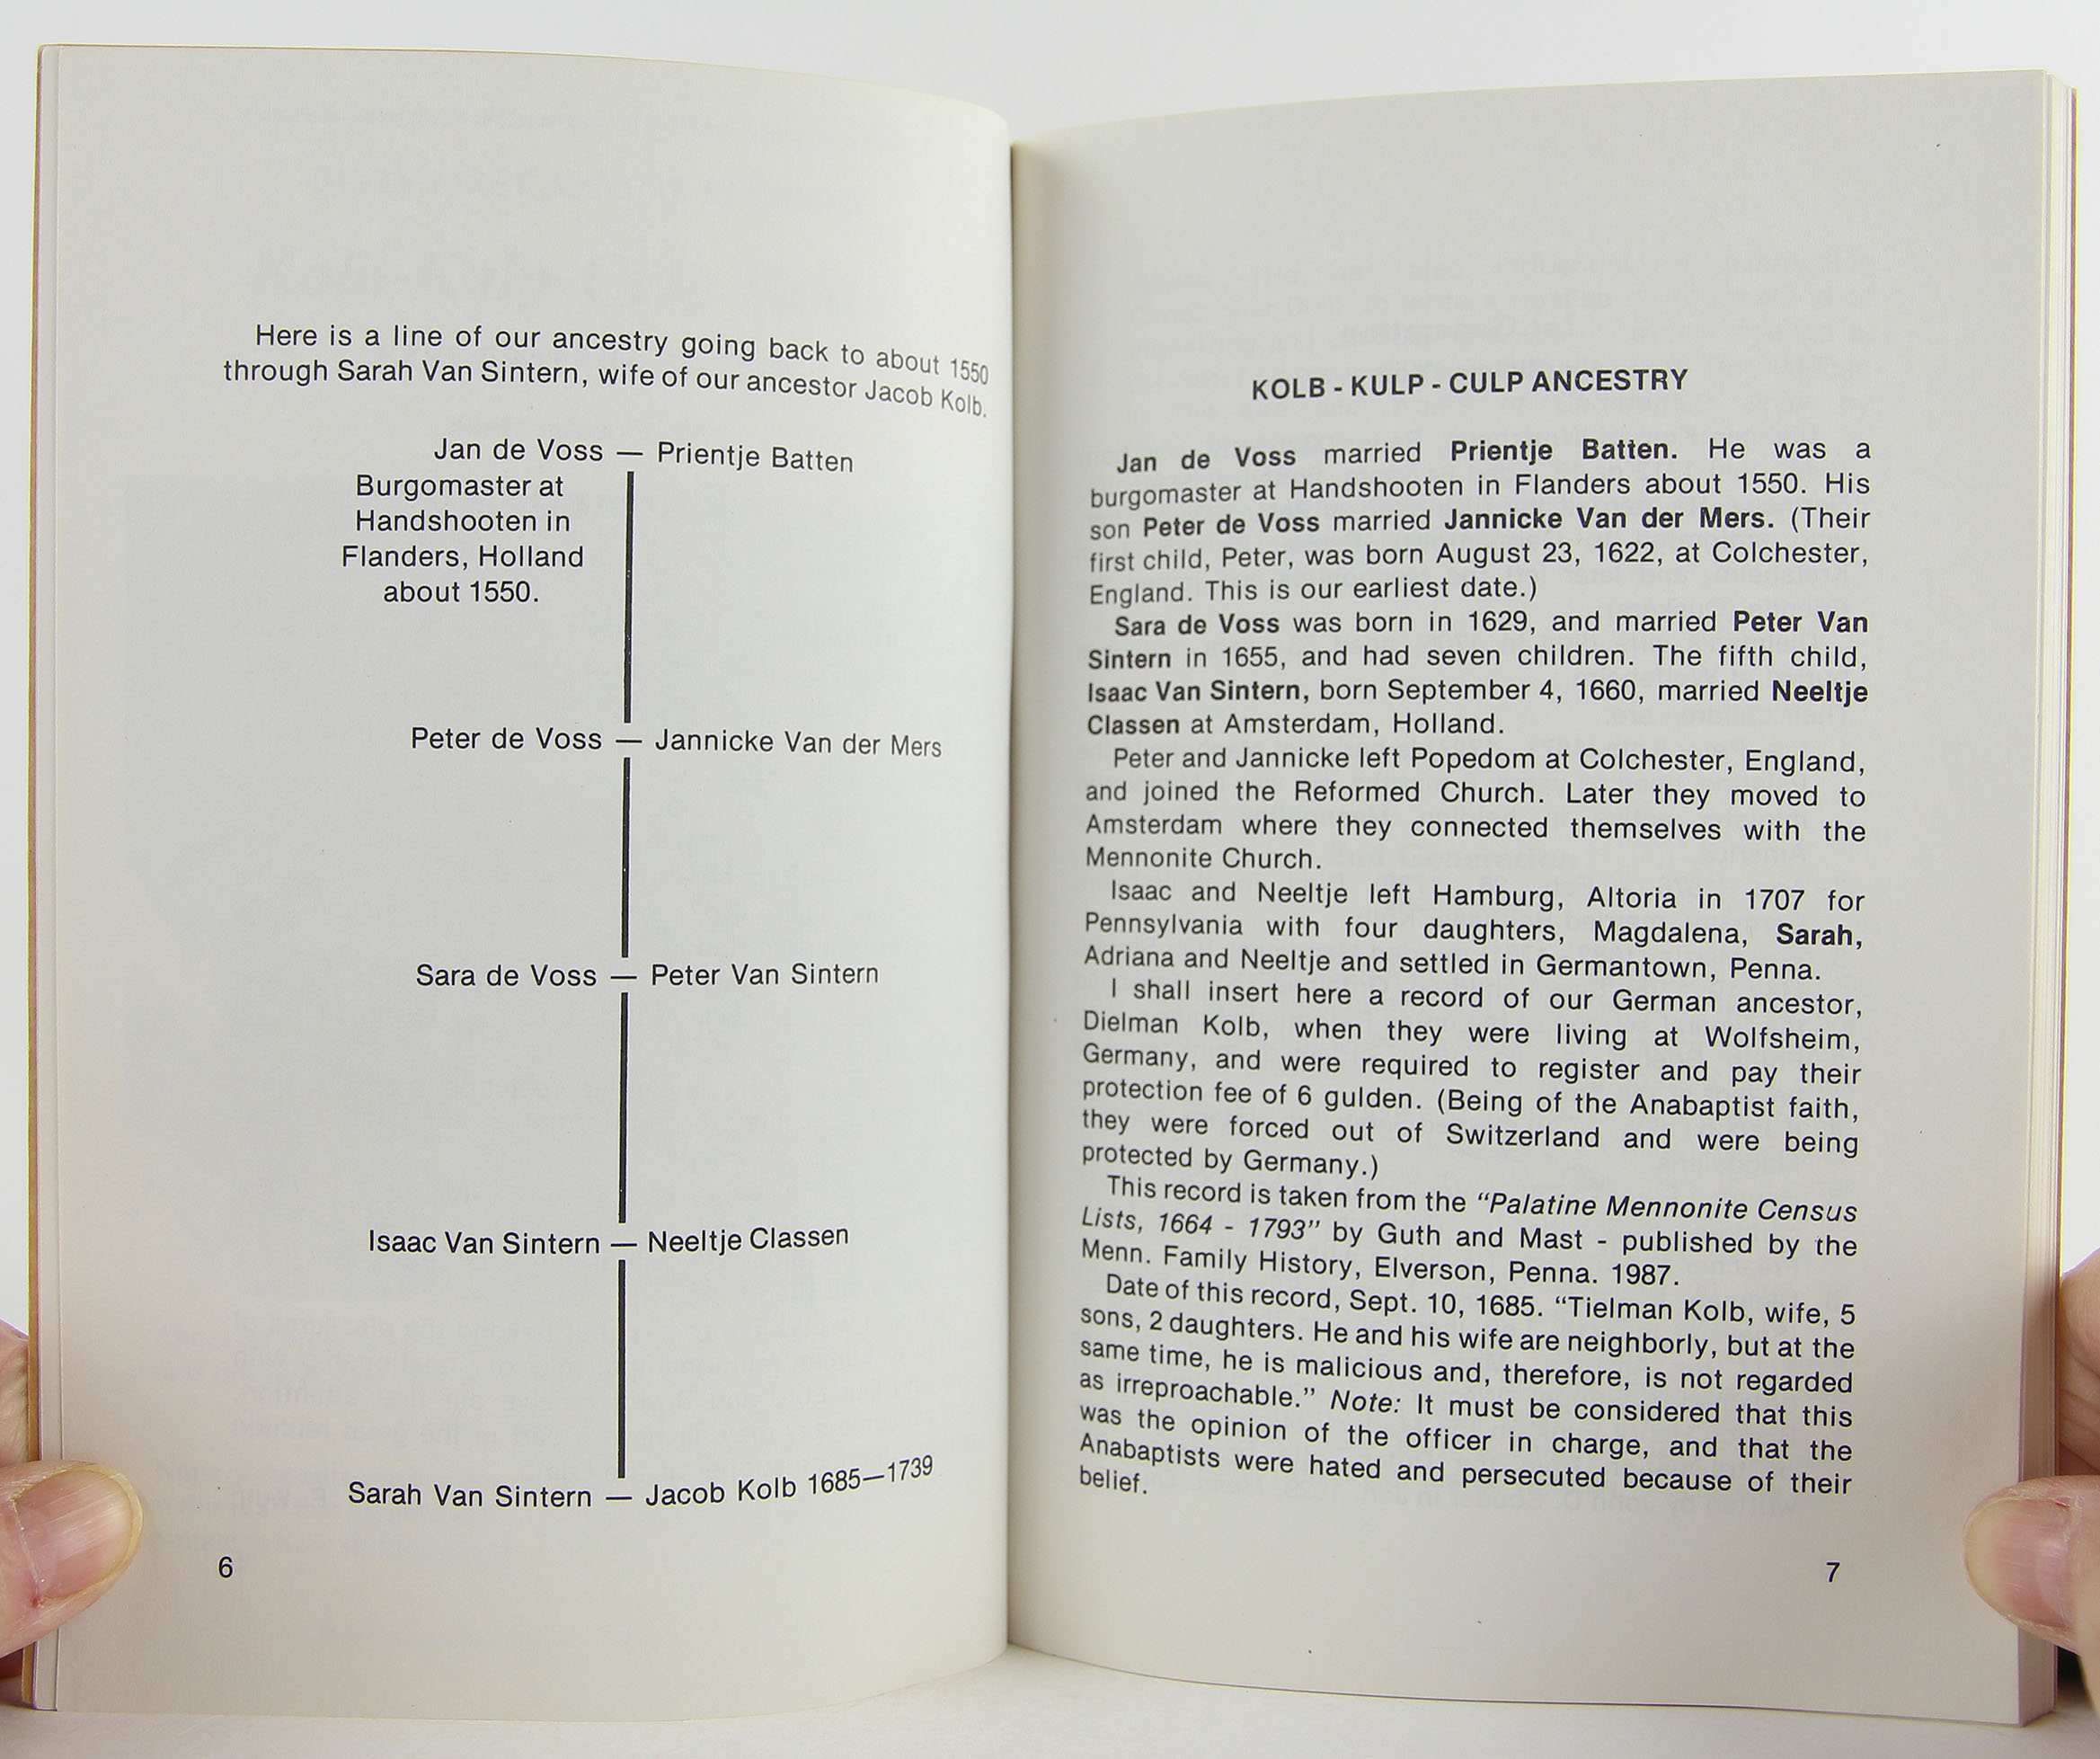 Here is a line of our ancestry going back to about 1550
through Sarah Van Sintern, wife of our ancestor Jacob Kolb.
Jan de Voss — Prientje Batten
Burgomaster at
Handshooten in
Flanders, Holland
about 1550.
Peter de Voss — Jannicke Van der Mers
Sara de Voss — Peter Van Sintern
Isaac Van Sintern — Neeltje Classen
Sarah Van Sintern — Jacob Kolb 1685—1739
6
KOLB - KULP - CULP ANCESTRY
Jan de Voss married Prientje Batten. He was a
burgomaster at Handshooten in Flanders about 1550. His
son Peter de Voss married Jannicke Van der Mers. (Their
first child, Peter, was born August 23, 1622, at Colchester,
England. This is our earliest date.)
Sara de Voss was born in 1629, and married Peter Van
Sintern in 1655, and had seven children. The fifth child,
Isaac Van Sintern, born September 4, 1660, married Neeltje
Classen at Amsterdam, Holland.
Peter and Jannicke left Popedom at Colchester, England,
and joined the Reformed Church. Later they moved to
Amsterdam where they connected themselves with the
Mennonite Church.
Isaac and Neeltje left Hamburg, Altoria in 1707 for
Pennsylvania with four daughters, Magdalena, Sarah,
Adriana and Neeltje and settled in Germantown, Penna.
I shall insert here a record of our German ancestor,
Dielman Kolb, when they were living at Wolfsheim,
Germany, and were required to register and pay their
protection fee of 6 gulden. (Being of the Anabaptist faith,
they were forced out of Switzerland and were being
protected by Germany.)
This record is taken from the “Palatine Mennonite Census
Lists, 1664 - 1793” by Guth and Mast - published by the
Menn. Family History, Elverson, Penna. 1987.
Date of this record, Sept. 10, 1685. “Tielman Kolb, wife, 5
sons, 2 daughters. He and his wife are neighborly, but at the
same time, he is malicious and, therefore, is not regarded
as irreproachable.” Note: It must be considered that this
was the opinion of the officer in charge, and that the
Anabaptists were hated and persecuted because of their
belief.
7